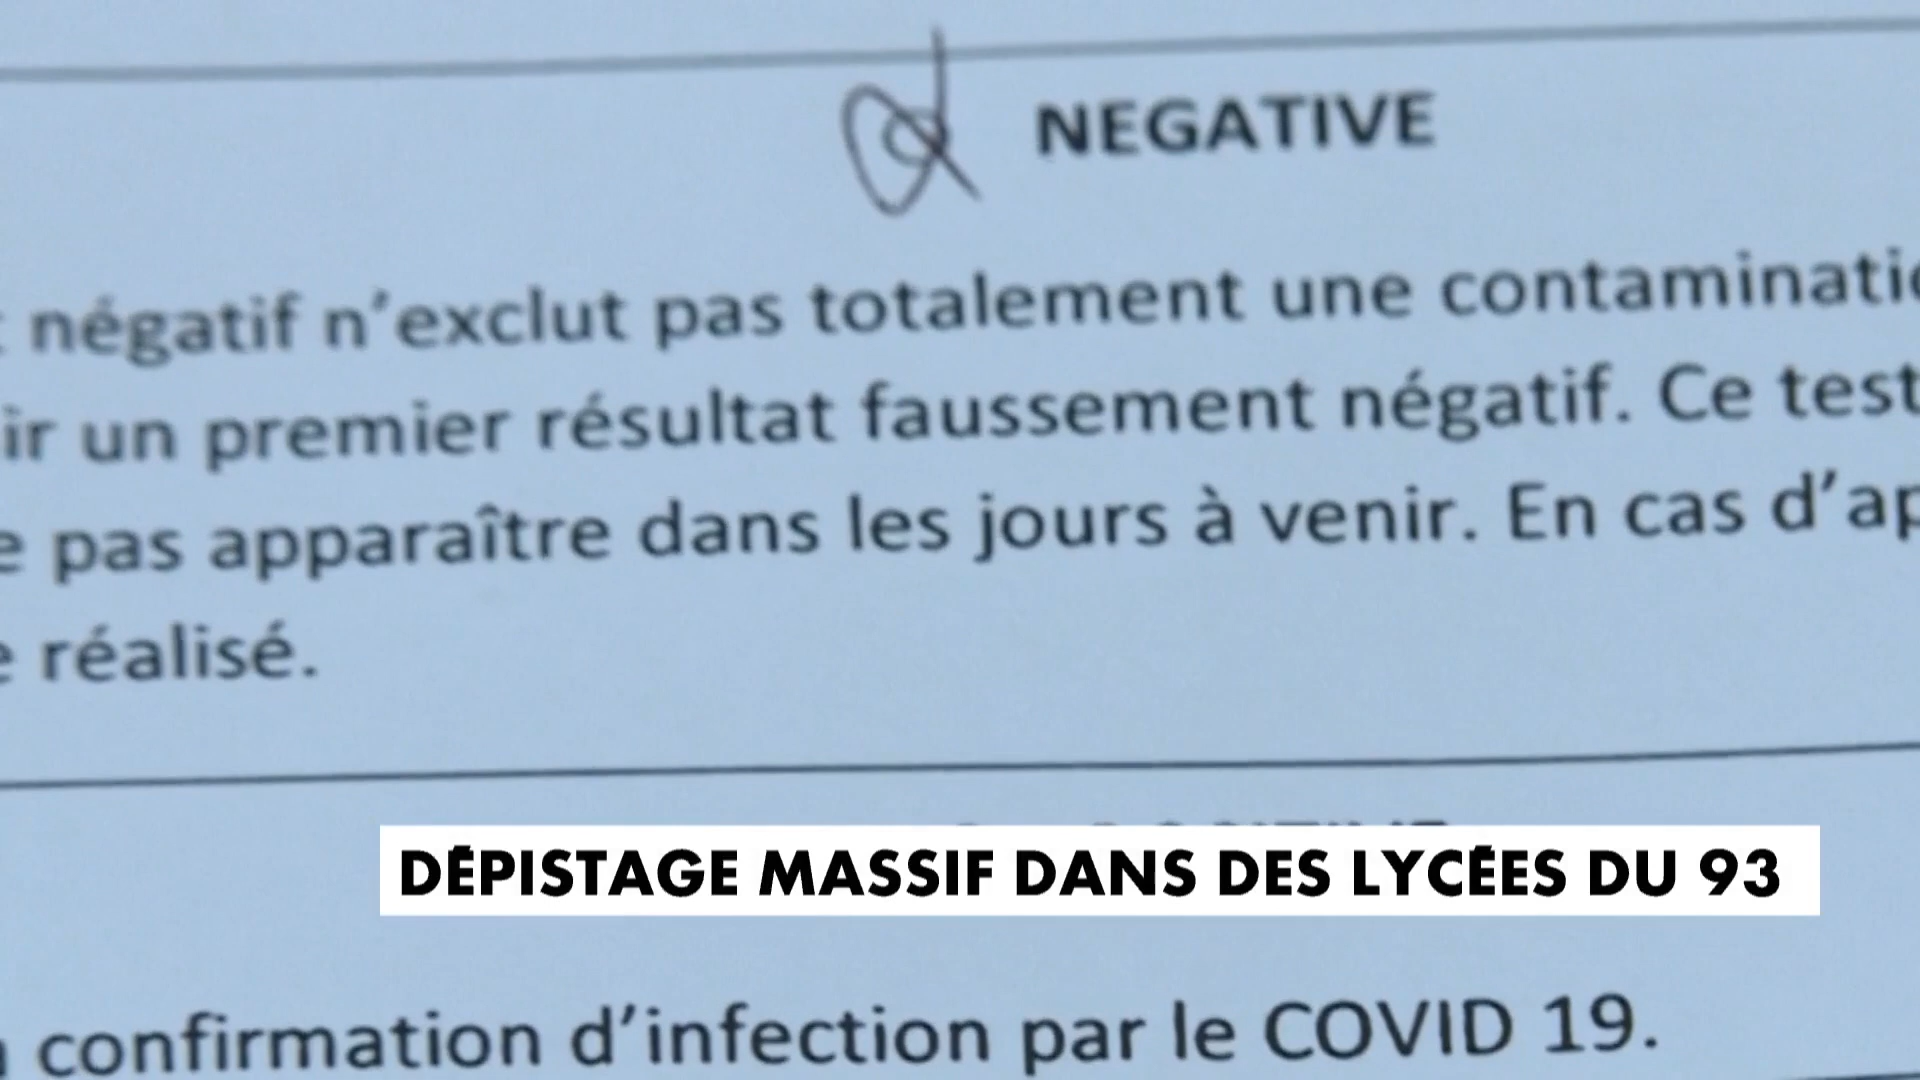 NEGATIVE
négatif n’exclut pas totalement une contaminatio
ir un premier résultat faussement négatif. Ce test
e pas apparaître dans les jours à venir. En cas d’ap
e réalisé.
DÉPISTAGE MASSIF DANS DES LYCÉES DU 93
confirmation d’infection par le COVID 19.